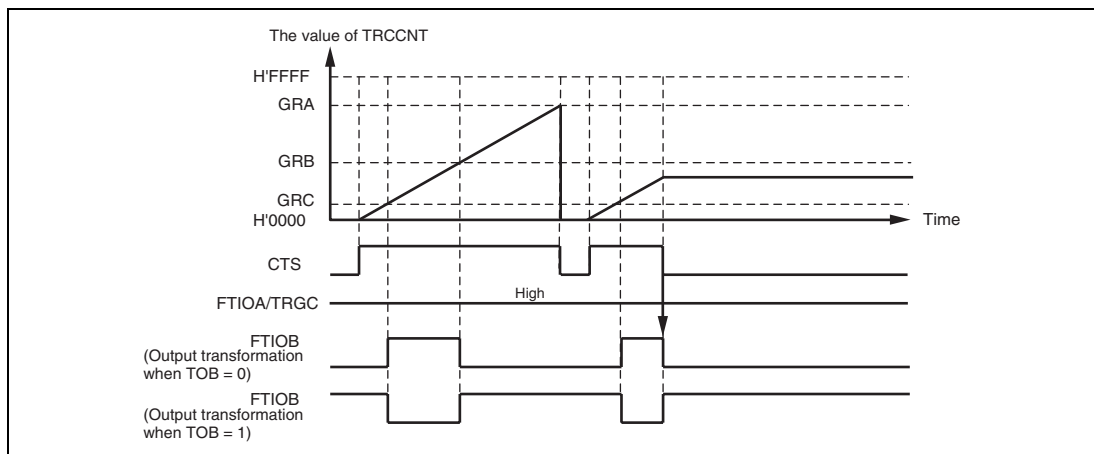 The value of TRCCNT
H'FFFF
GRA
GRB
GRC
H'0000
Time
CTS
High
FTIOA/TRGC
FTIOB
(Output transformation
when TOB = 0)
FTIOB
(Output transformation
when TOB = 1)